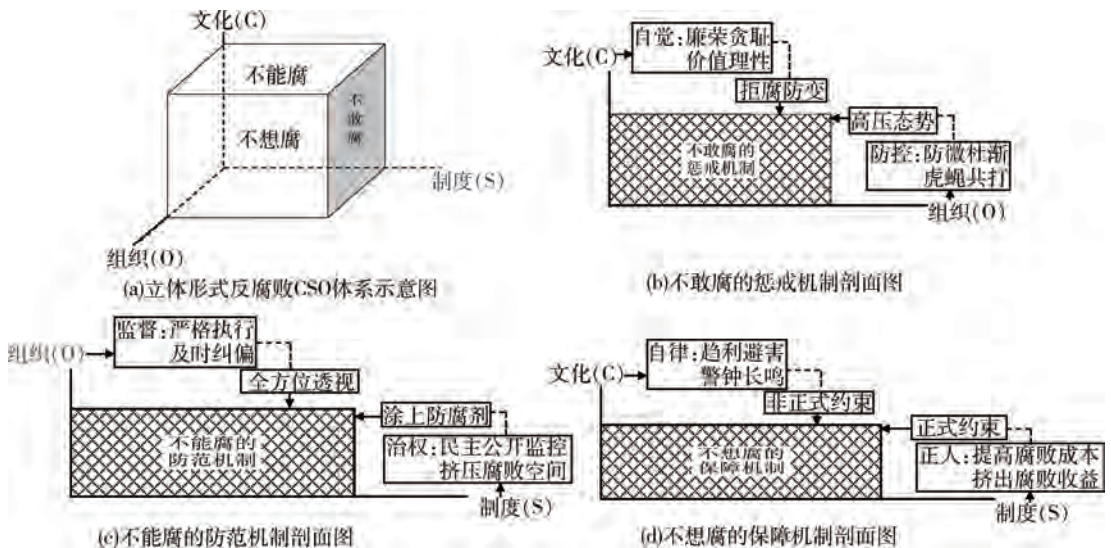 文化(C)
不能腐
不想腐
不敢腐
制度(S)
组织(O)
(a)立体形式反腐败CSO体系示意图
文化(C)
自觉:廉荣贪耻
价值理性
拒腐防变
高压态势
不敢腐的
惩戒机制
防控:防微杜渐
虎蝇共打
组织(O)
(b)不敢腐的惩戒机制剖面图
组织(O)
监督:严格执行
及时纠偏
全方位透视
涂上防腐剂
不能腐的
防范机制
治权:民主公开监控
挤压腐败空间
制度(S)
(c)不能腐的防范机制剖面图
文化(C)
自律:趋利避害
警钟长鸣
非正式约束
正式约束
不想腐的
保障机制
正人:提高腐败成本
挤出腐败收益
制度(S)
(d)不想腐的保障机制剖面图